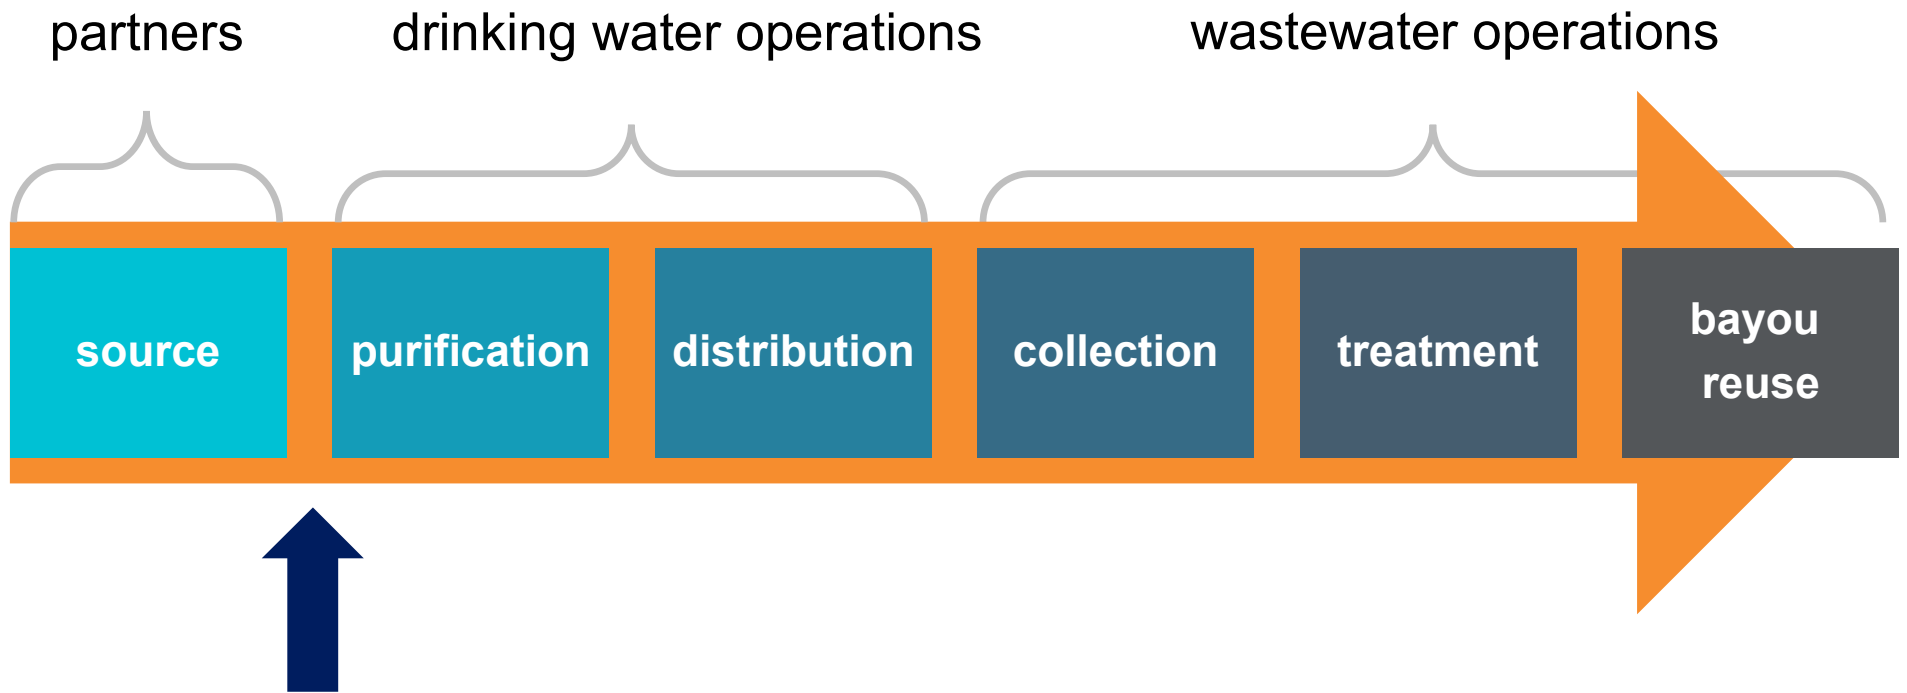 partners
drinking water operations
wastewater operations
source
purification
distribution
collection
treatment
bayou
reuse